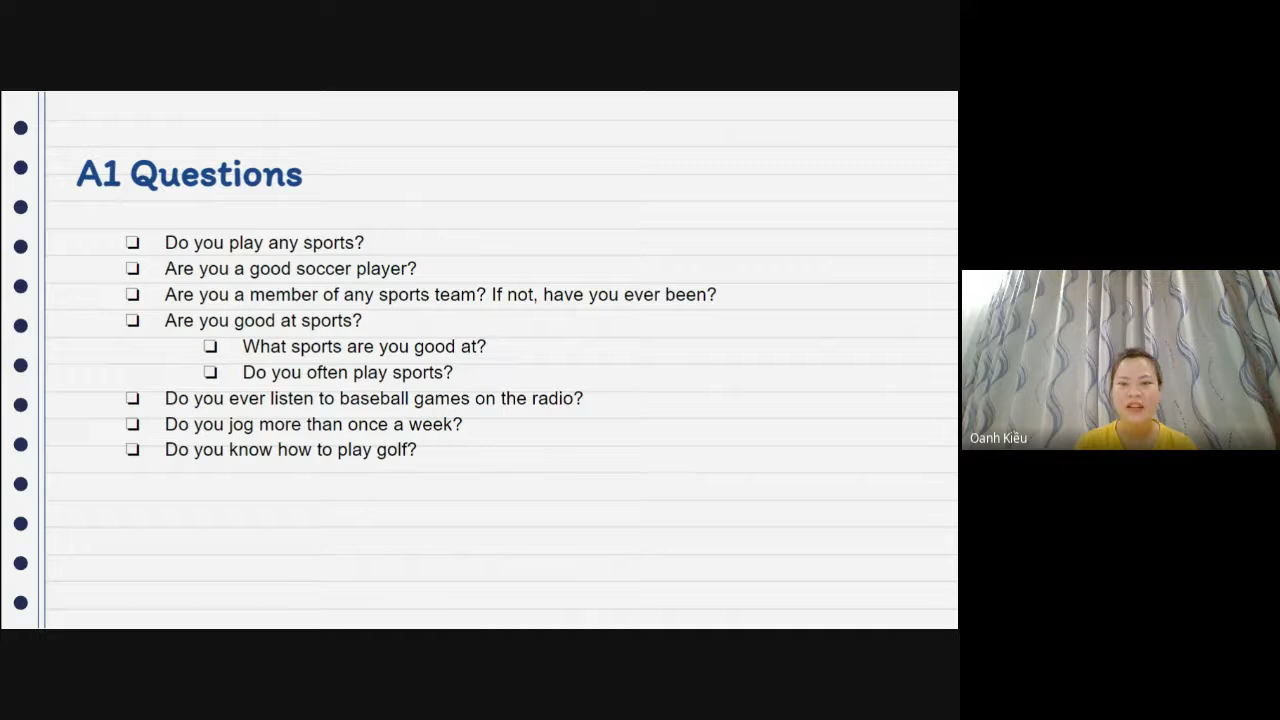 A1 Questions
Do you play any sports?
Are you a good soccer player?
Are you a member of any sports team? If not, have you ever been?
Are you good at sports?
What sports are you good at?
Do you often play sports?
Do you ever listen to baseball games on the radio?
Do you jog more than once a week?
Do you know how to play golf?
Oanh Kiều